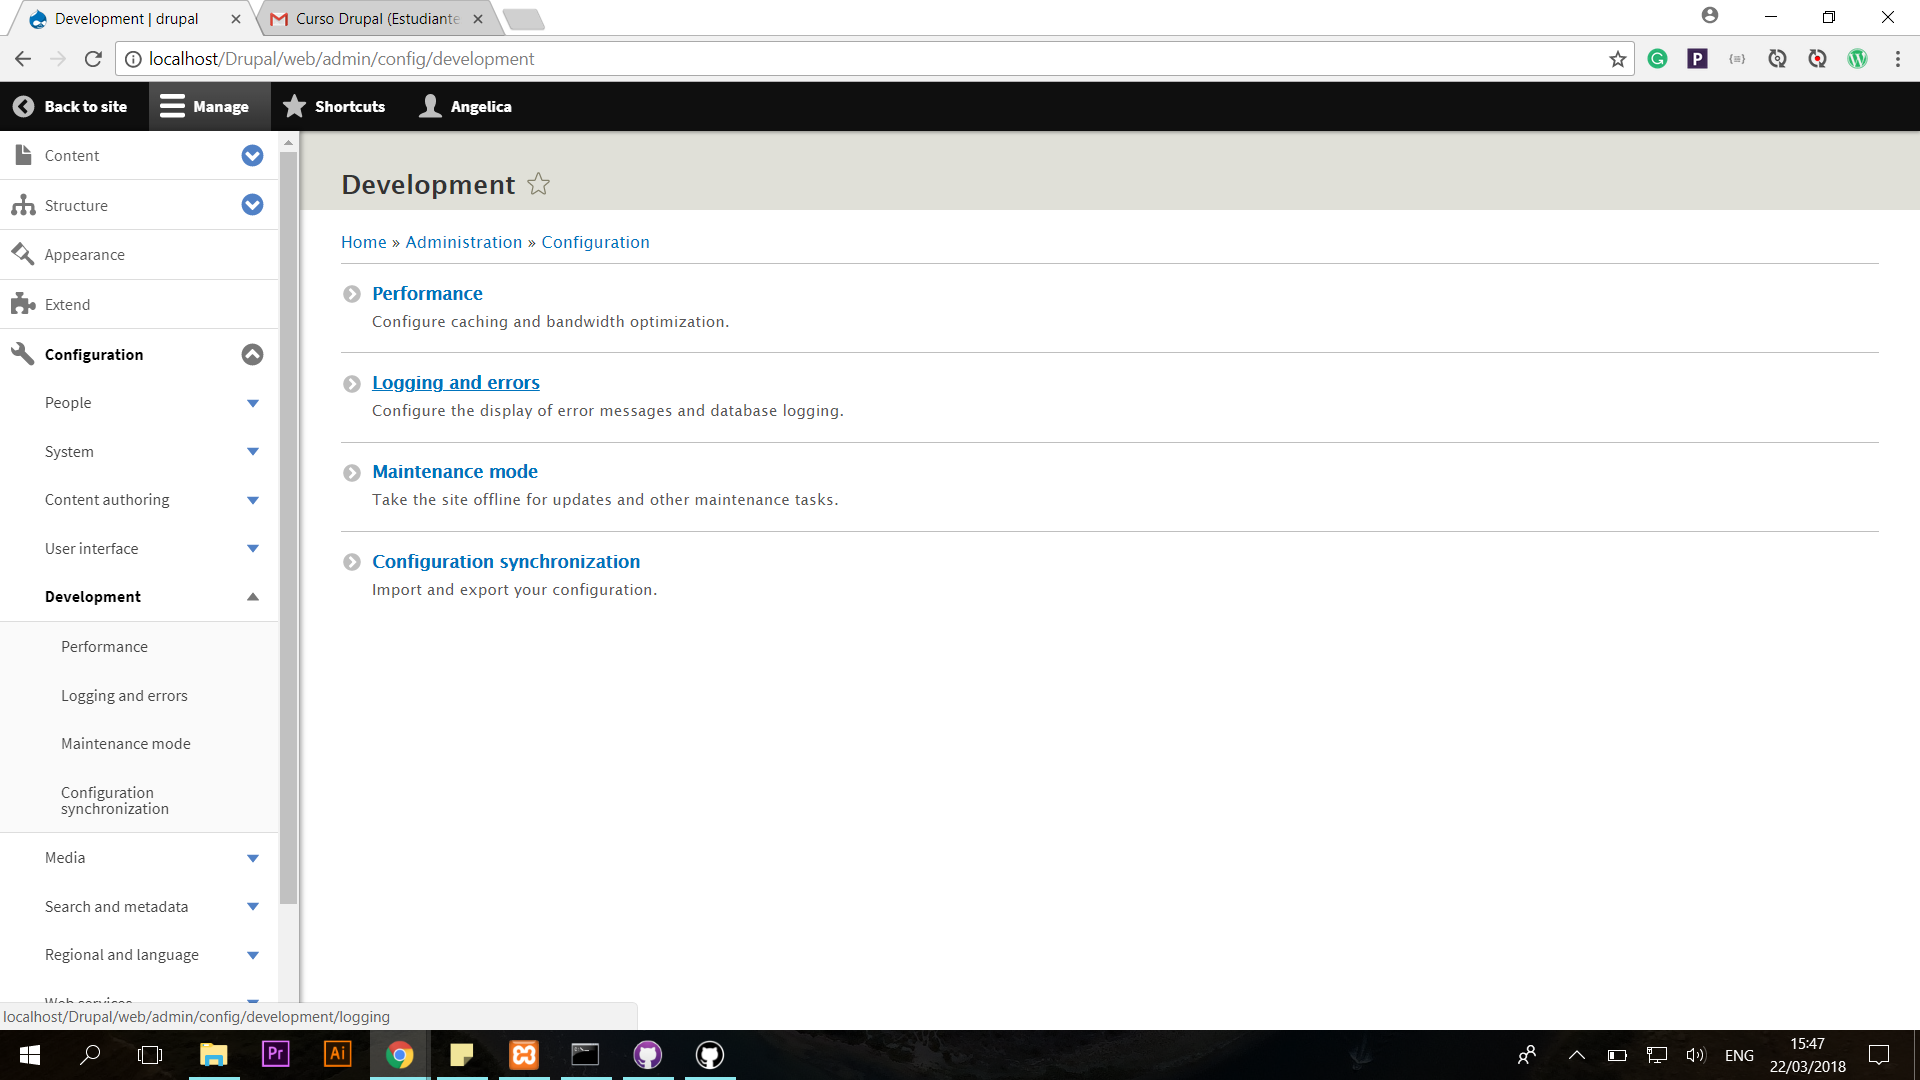 Development | drupal
Curso Drupal (Estudiante
localhost/Drupal/web/admin/config/development
Back to site
Manage
Shortcuts
Angelica
Content
Structure
Appearance
Extend
Configuration
People
System
Content authoring
User interface
Development
Performance
Logging and errors
Maintenance mode
Configuration
synchronization
Media
Search and metadata
Regional and language
Web services
localhost/Drupal/web/admin/config/development/logging
Development
Home » Administration » Configuration
Performance
Configure caching and bandwidth optimization.
Logging and errors
Configure the display of error messages and database logging.
Maintenance mode
Take the site offline for updates and other maintenance tasks.
Configuration synchronization
Import and export your configuration.
Pr
Ai
ENG
15:47
22/03/2018